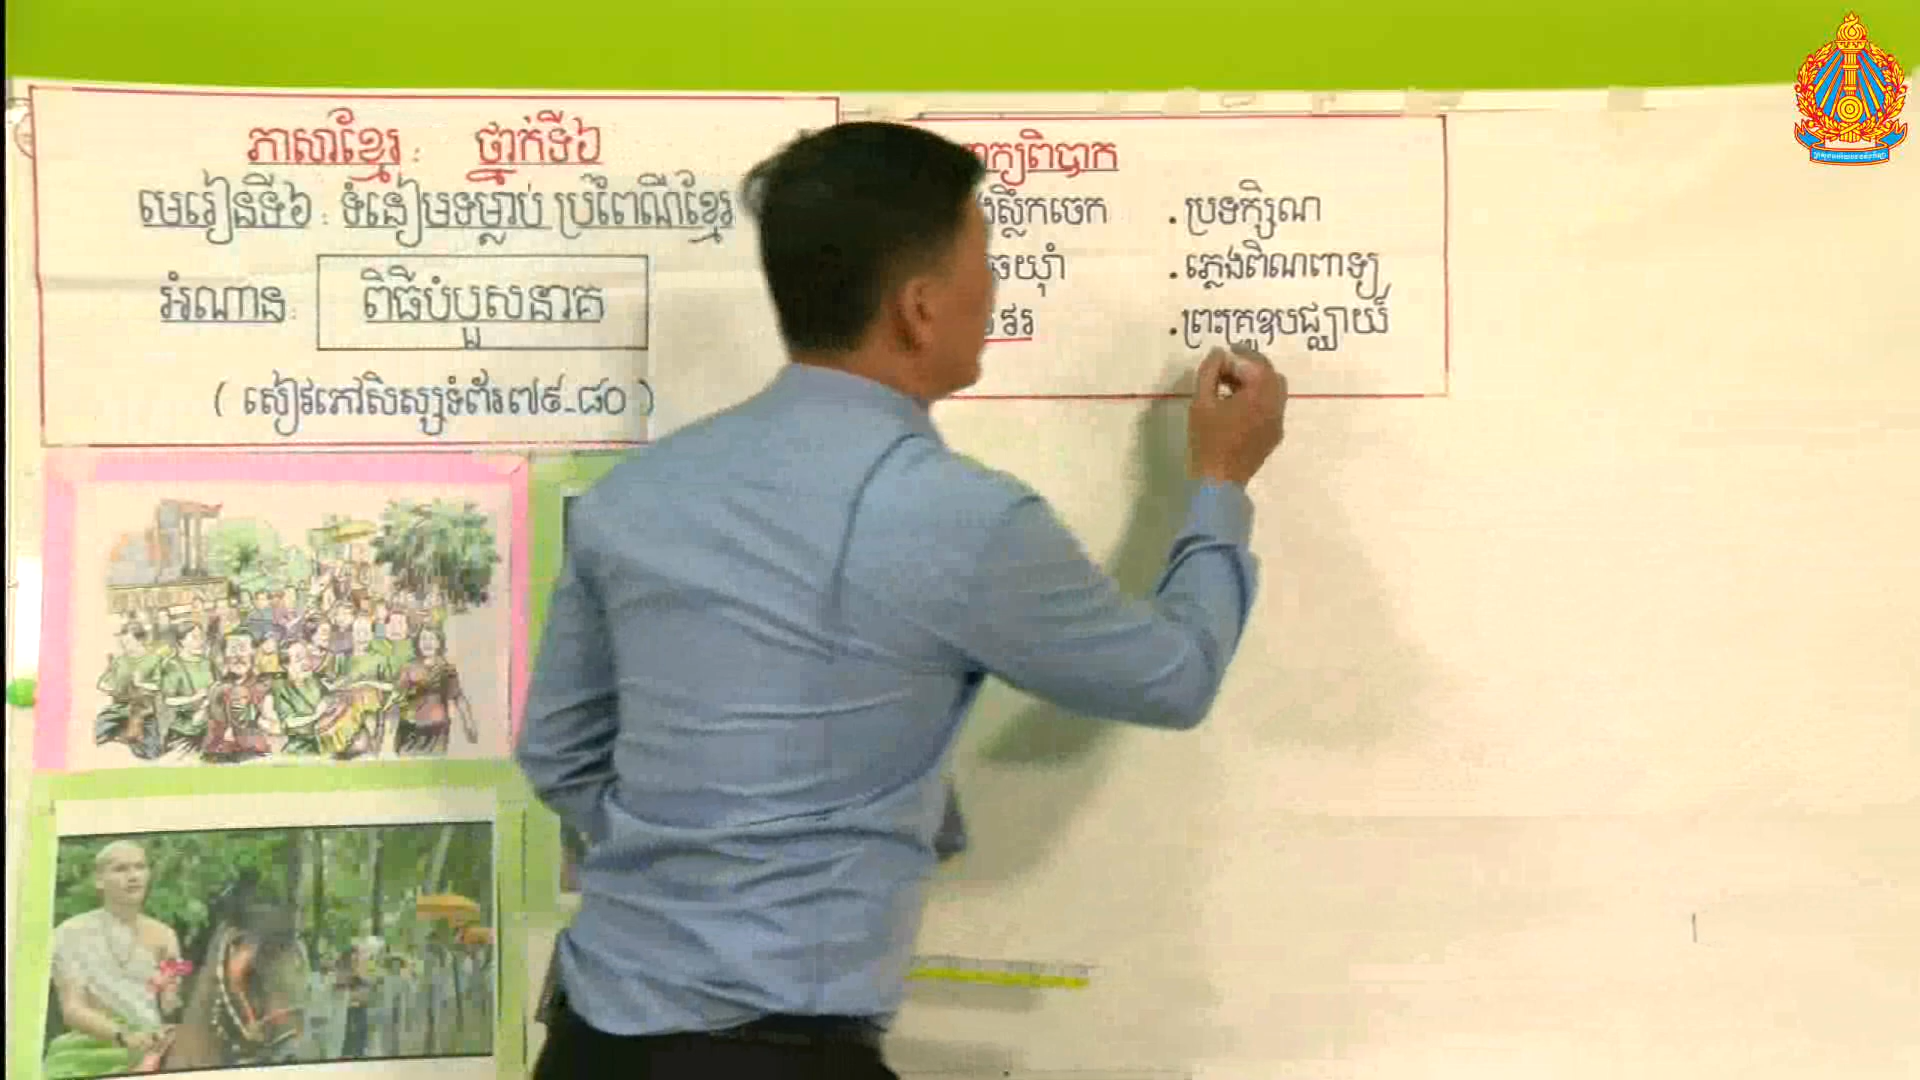 ភាសាខ្មែរ : ថ្នាក់ទី៦
មេរៀនទី៦ : ទំនៀមទម្លាប់ ប្រពៃណីខ្មែរ
អំណាន: ពិធីបំបួសនាគ
( សៀវភៅសិស្សទំព័រ៧៩-៨០ )
ពិបាក
ស្លឹកចេក
. ប្រទក្សិណ
. ភ្លេងពិណពាទ្យ
. ព្រះគ្រូឧបជ្ឈាយ៍